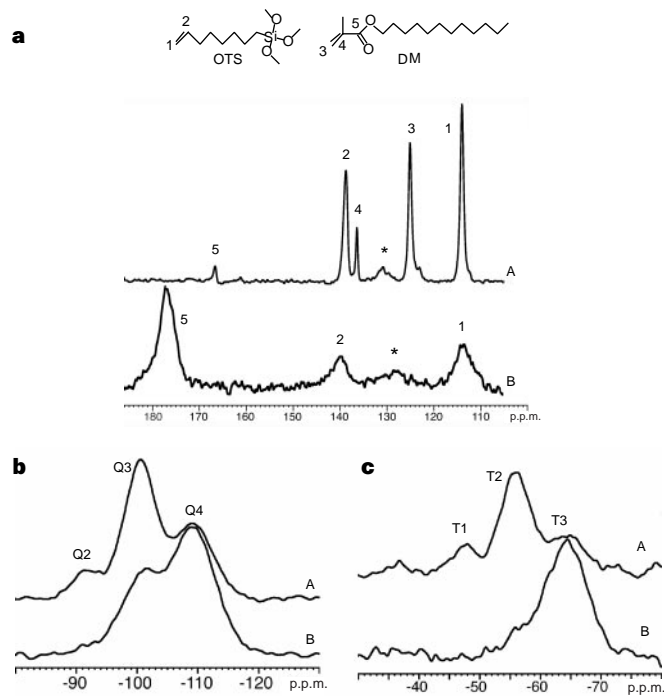 a
2
1
Si
O
O
O
OTS
5
O
3
4
O
DM
5
2
4
*
3
1
A
5
2
*
1
B
180 170 160 150 140 130 120 110 p.p.m.
b
Q3
Q4
Q2
A
B
-90 -100 -110 -120 p.p.m.
c
T2
T1
T3
A
B
-40 -50 -60 -70 p.p.m.